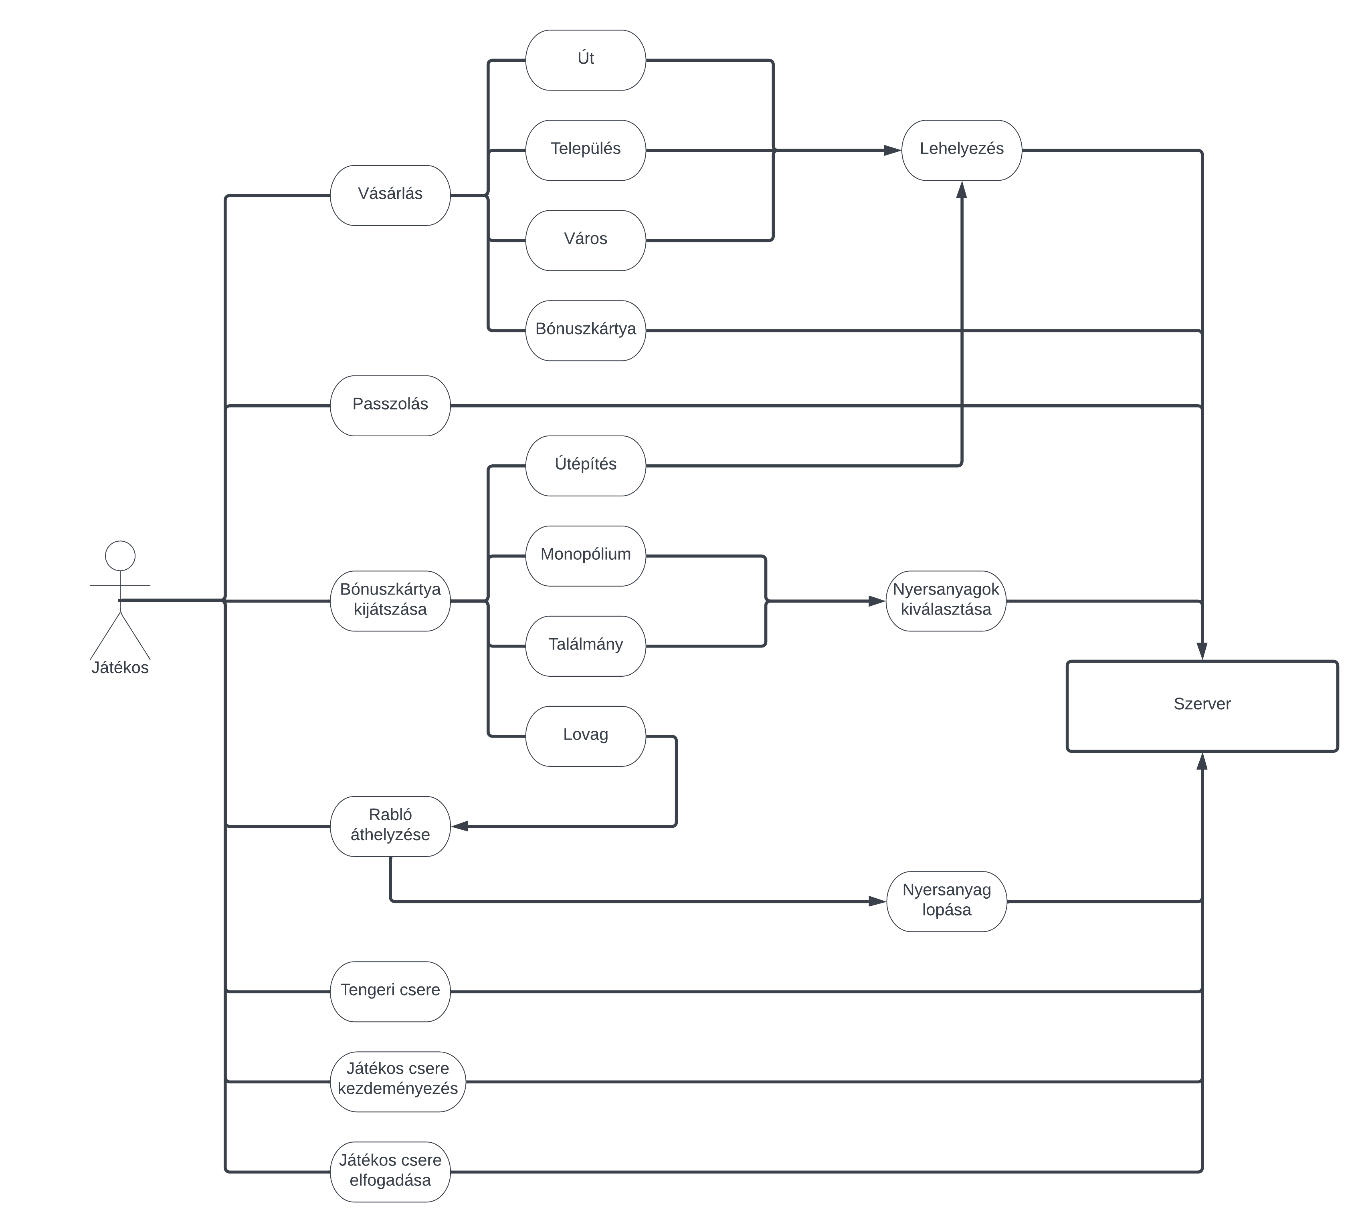 Út
Település
Lehelyezés
Vásárlás
Város
Bónuszkártya
Passzolás
Útépítés
Monopólium
Bónuszkártya
kijátszása
Nyersanyagok
kiválasztása
Találmány
Játékos
Szerver
Lovag
Rabló
áthelyzése
Nyersanyag
lopása
Tengeri csere
Játékos csere
kezdeményezés
Játékos csere
elfogadása